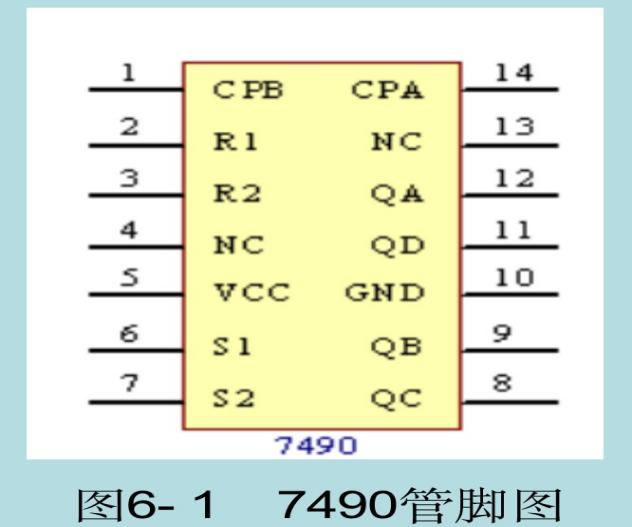 1 CPB CPA 14
2 R1 NC 13
3 R2 QA 12
4 NC QD 11
5 VCC GND 10
6 S1 QB 9
7 S2 QC 8
7490
图6-1 7490管脚图